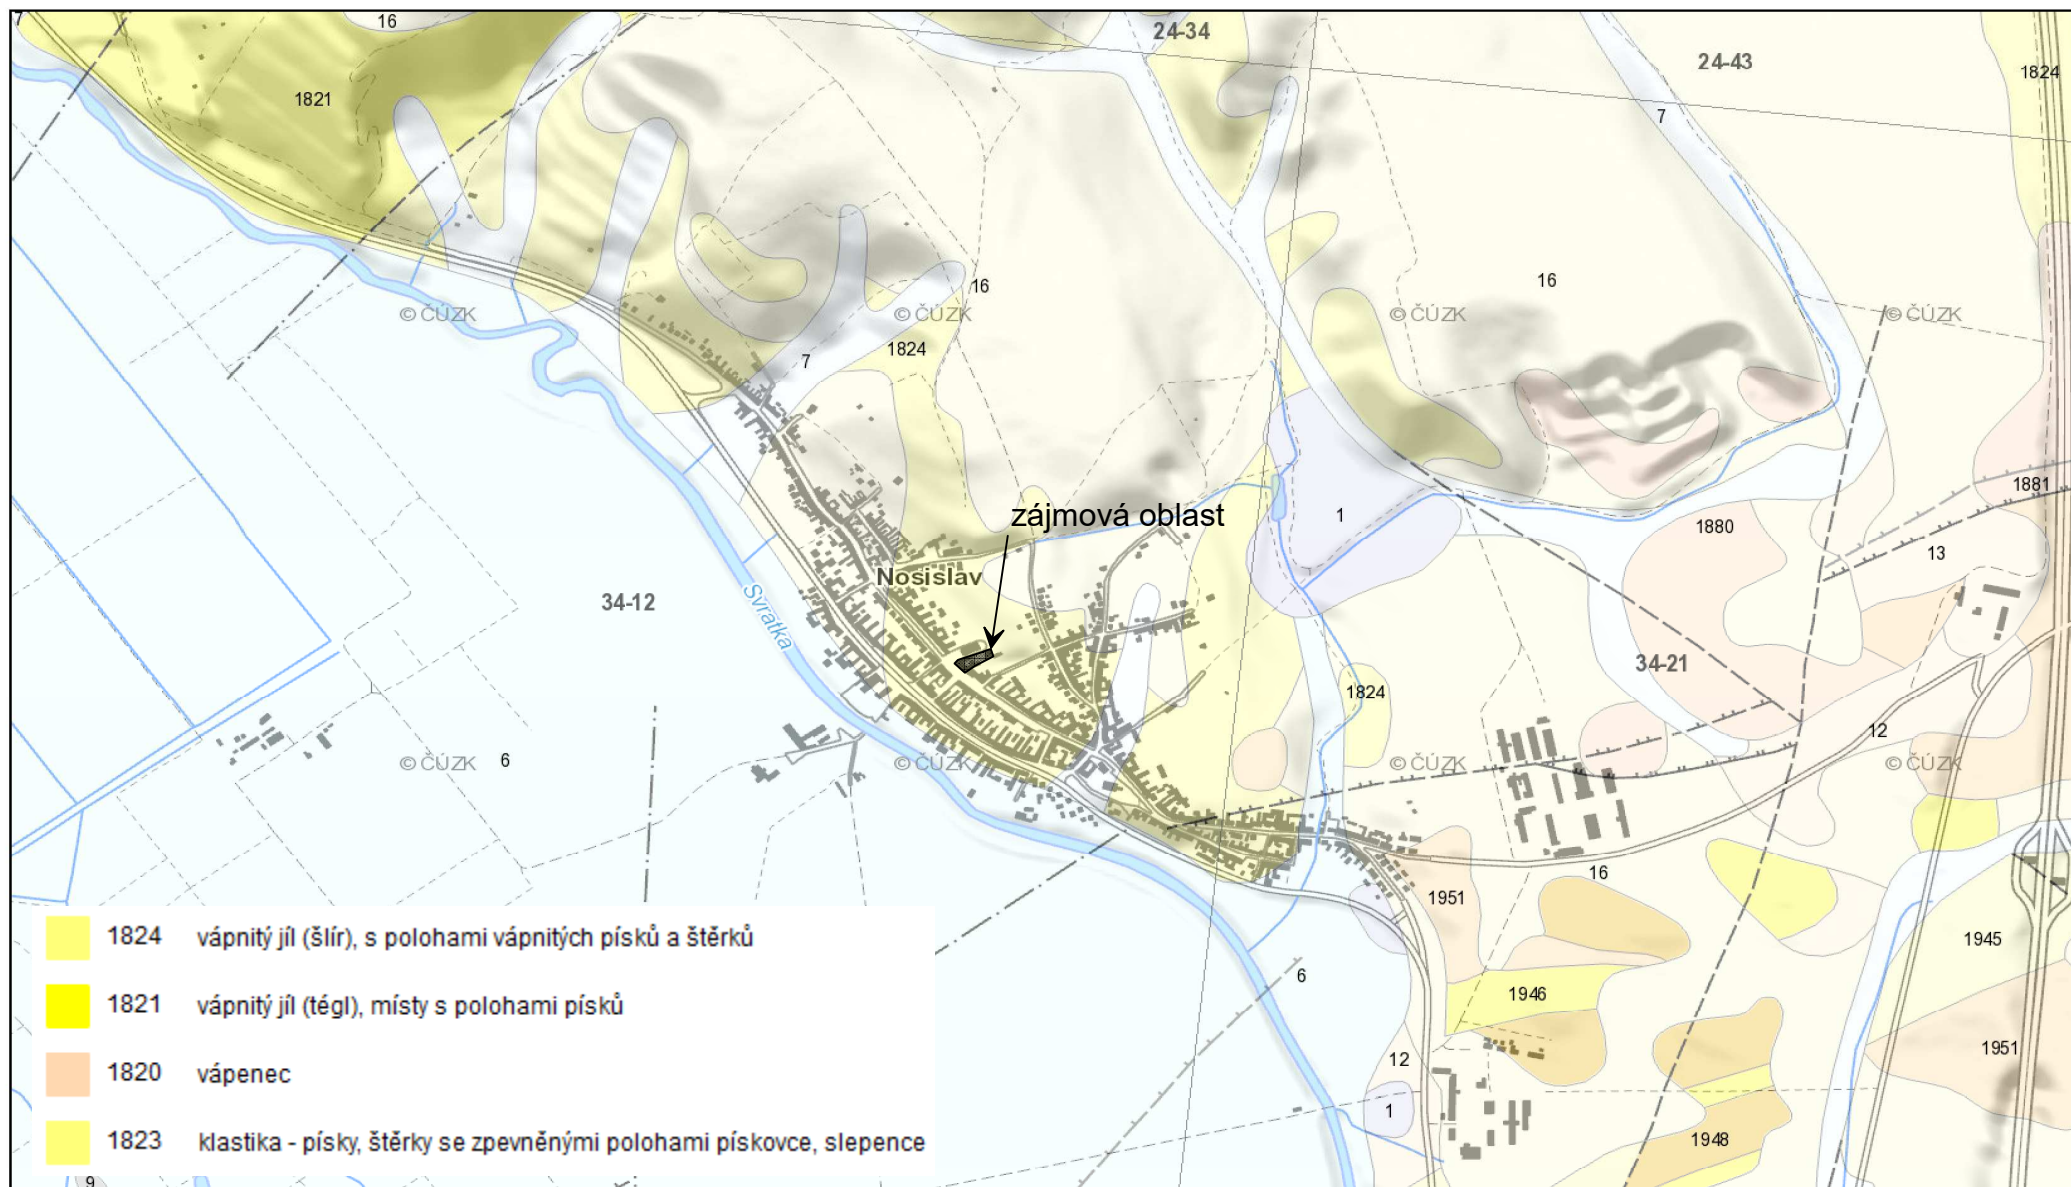 7
16
24-34
24-43
1824
1821
7
16
16
© ČÚZK
© ČÚZK
© ČÚZK
© ČÚZK
1824
7
1881
zájmová oblast
1
1880
13
Nosislav
34-12
Svratka
34-21
1824
12
© ČÚZK
6
© ČÚZK
© ČÚZK
© ČÚZK
16
1951
1945
6
1946
12
1951
1
1948
9
1824 vápnitý jíl (šlír), s polohami vápnitých písků a štěrků
1821 vápnitý jíl (tégl), místy s polohami písků
1820 vápenec
1823 klastika - písky, štěrky se zpevněnými polohami pískovce, slepence